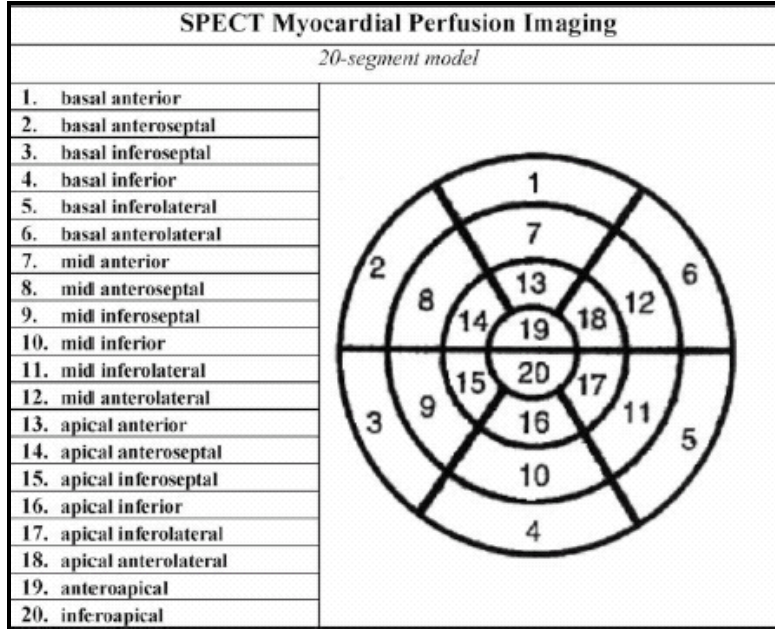 SPECT Myocardial Perfusion Imaging
20-segment model
1. basal anterior
2. basal anteroseptal
3. basal inferoseptal
4. basal inferior
5. basal inferolateral
6. basal anterolateral
7. mid anterior
8. mid anteroseptal
9. mid inferoseptal
10. mid inferior
11. mid inferolateral
12. mid anterolateral
13. apical anterior
14. apical anteroseptal
15. apical inferoseptal
16. apical inferior
17. apical inferolateral
18. apical anterolateral
19. anteroapical
20. inferoapical
1
7
2 6
13
8 12
14 19 18
15 20 17
9 16 11
3 5
10
4